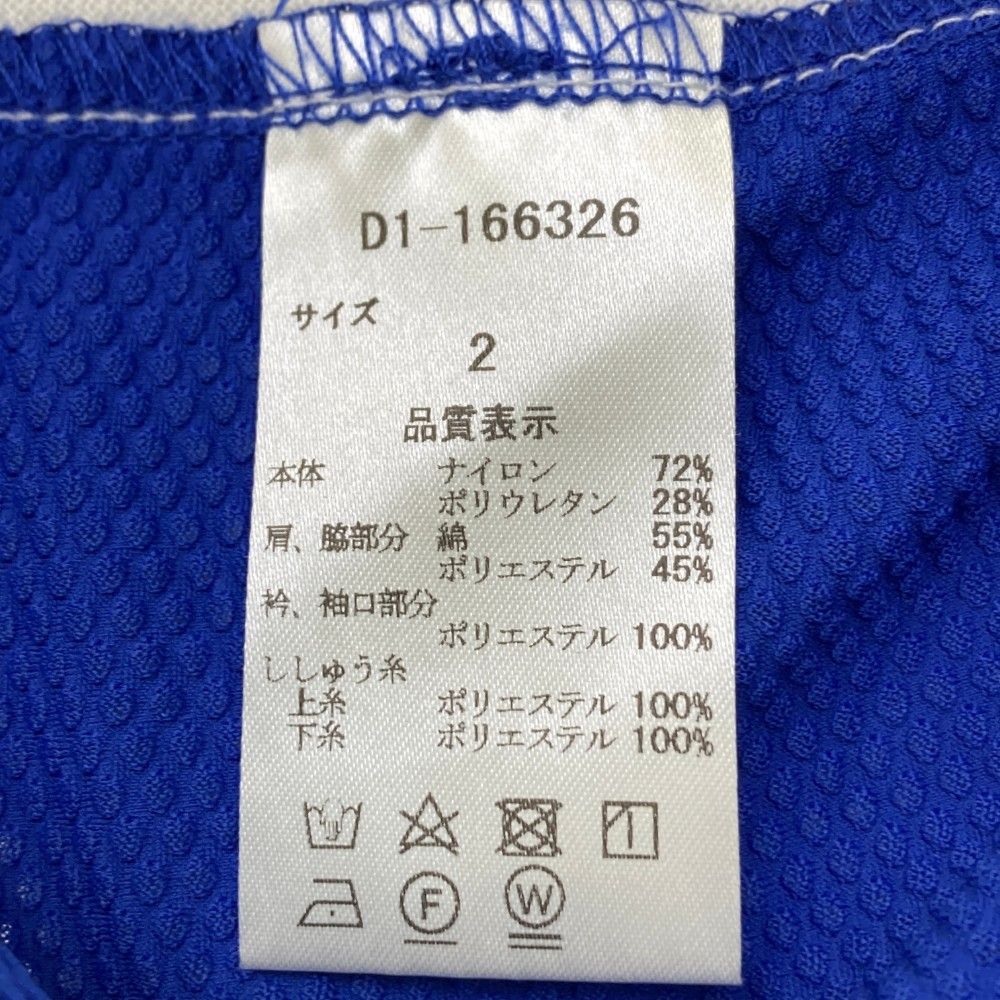 D1-166326
サイズ
2
品質表示
本体 ナイロン 72%
ポリウレタン 28%
肩、脇部分 綿 55%
ポリエステル 45%
衿、袖口部分
ポリエステル 100%
ししゅう糸
上糸 ポリエステル 100%
下糸 ポリエステル 100%
F W